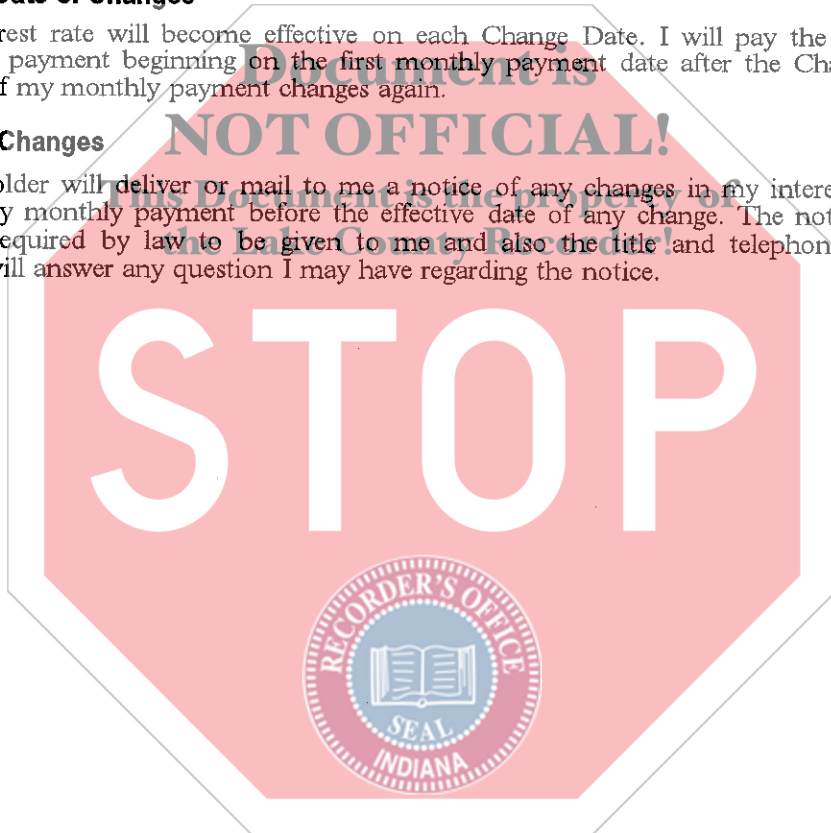 Date of Changes
rest rate will become effective on each Change Date. I will pay the
payment beginning on the first monthly payment date after the Cha
f my monthly payment changes again.
Document is
NOT OFFICIAL!
Changes
This Document is the property of
the Lake County Recorder!
older will deliver or mail to me a notice of any changes in my intere
y monthly payment before the effective date of any change. The not
equired by law to be given to me and also the title and telephon
ill answer any question I may have regarding the notice.
STOP
RECORDER'S OFFICE
SEAL
INDIANA